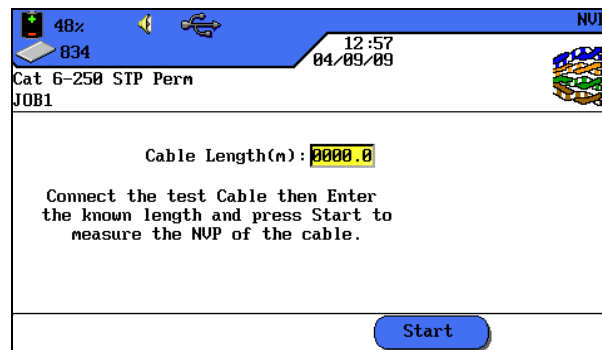 48% NVP
834
12:57
04/09/09
Cat 6-250 STP Perm
JOB1
Cable Length(m): 0000.0
Connect the test Cable then Enter
the known length and press Start to
measure the NVP of the cable.
Start